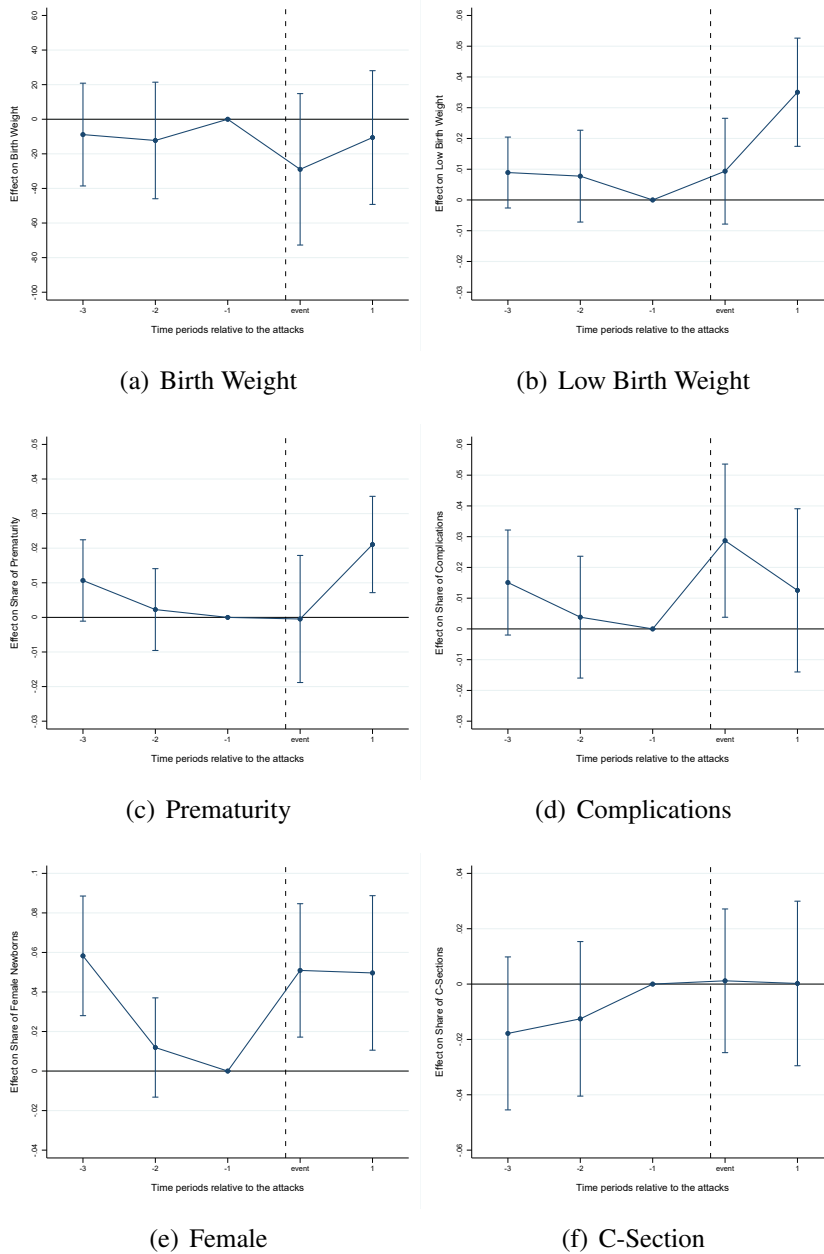 Effect on Birth Weight
60
40
20
0
-20
-40
-60
-80
-100
-3 -2 -1 event 1
Time periods relative to the attacks
(a) Birth Weight
Effect on Low Birth Weight
.06
.05
.04
.03
.02
.01
0
-.01
-.02
-.03
-3 -2 -1 event 1
Time periods relative to the attacks
(b) Low Birth Weight
Effect on Share of Prematurity
.05
.04
.03
.02
.01
0
-.01
-.02
-.03
-3 -2 -1 event 1
Time periods relative to the attacks
(c) Prematurity
Effect on Share of Complications
.06
.05
.04
.03
.02
.01
0
-.01
-.02
-.03
-3 -2 -1 event 1
Time periods relative to the attacks
(d) Complications
Effect on Share of Female Newborns
.1
.08
.06
.04
.02
0
-.02
-.04
-3 -2 -1 event 1
Time periods relative to the attacks
(e) Female
Effect on Share of C-Sections
.04
.02
0
-.02
-.04
-.06
-3 -2 -1 event 1
Time periods relative to the attacks
(f) C-Section